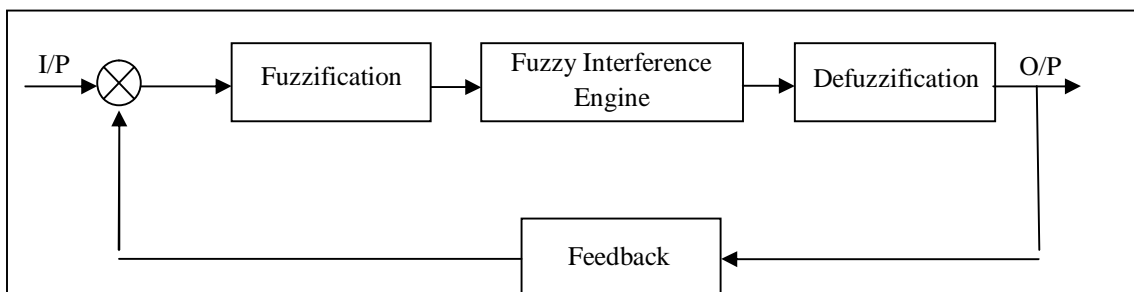 I/P
Fuzzification
Fuzzy Interference
Engine
Defuzzification
O/P
Feedback